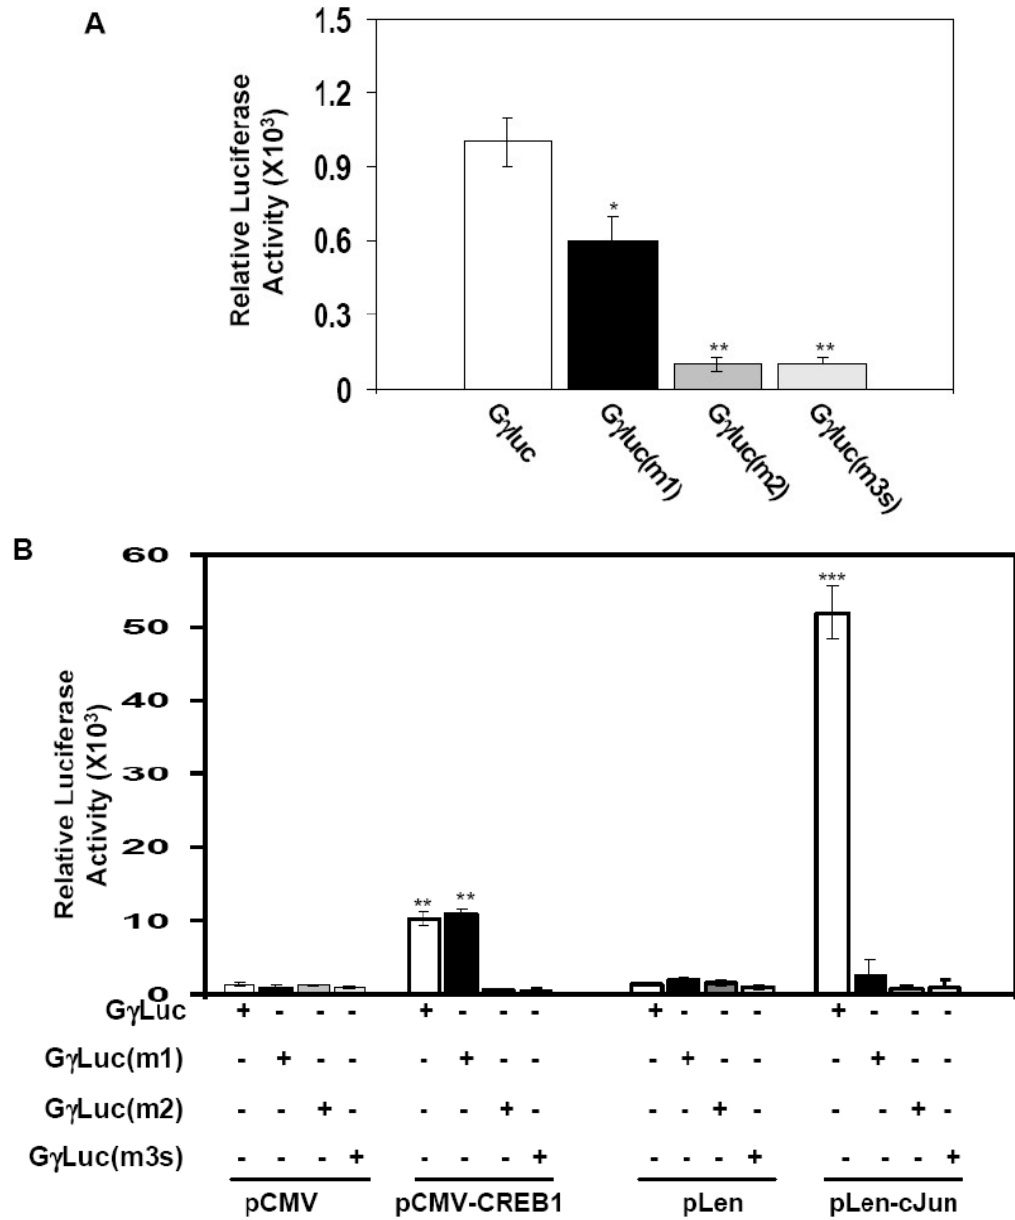 A
Relative Luciferase
Activity (X10³)
1.5
1.2
0.9
0.6
0.3
0
*
**
**
Gγluc
Gγluc(m1)
Gγluc(m2)
Gγluc(m3s)
B
Relative Luciferase
Activity (X10³)
60
50
40
30
20
10
0
**
**
***
GγLuc + - - - + - - - + - - - + - - -
GγLuc(m1) - + - - - + - - - + - - - + - -
GγLuc(m2) - - + - - - + - - - + - - - + -
GγLuc(m3s) - - - + - - - + - - - + - - - +
pCMV pCMV-CREB1 pLen pLen-cJun